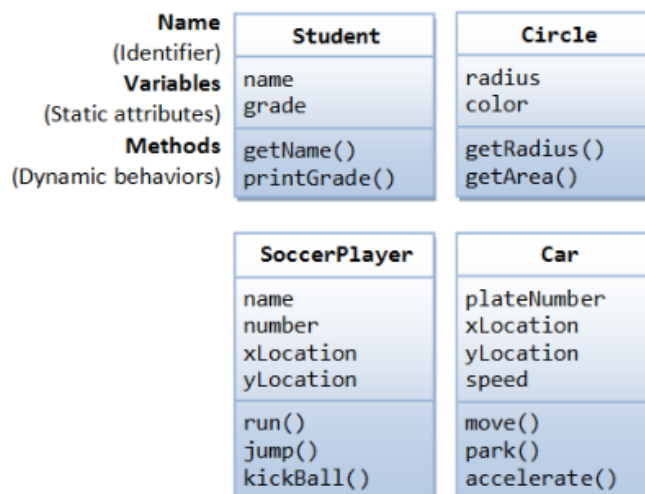 Name
(Identifier)
Variables
(Static attributes)
Methods
(Dynamic behaviors)
Student
name
grade
getName()
printGrade()
Circle
radius
color
getRadius()
getArea()
SoccerPlayer
name
number
xLocation
yLocation
run()
jump()
kickBall()
Car
plateNumber
xLocation
yLocation
speed
move()
park()
accelerate()